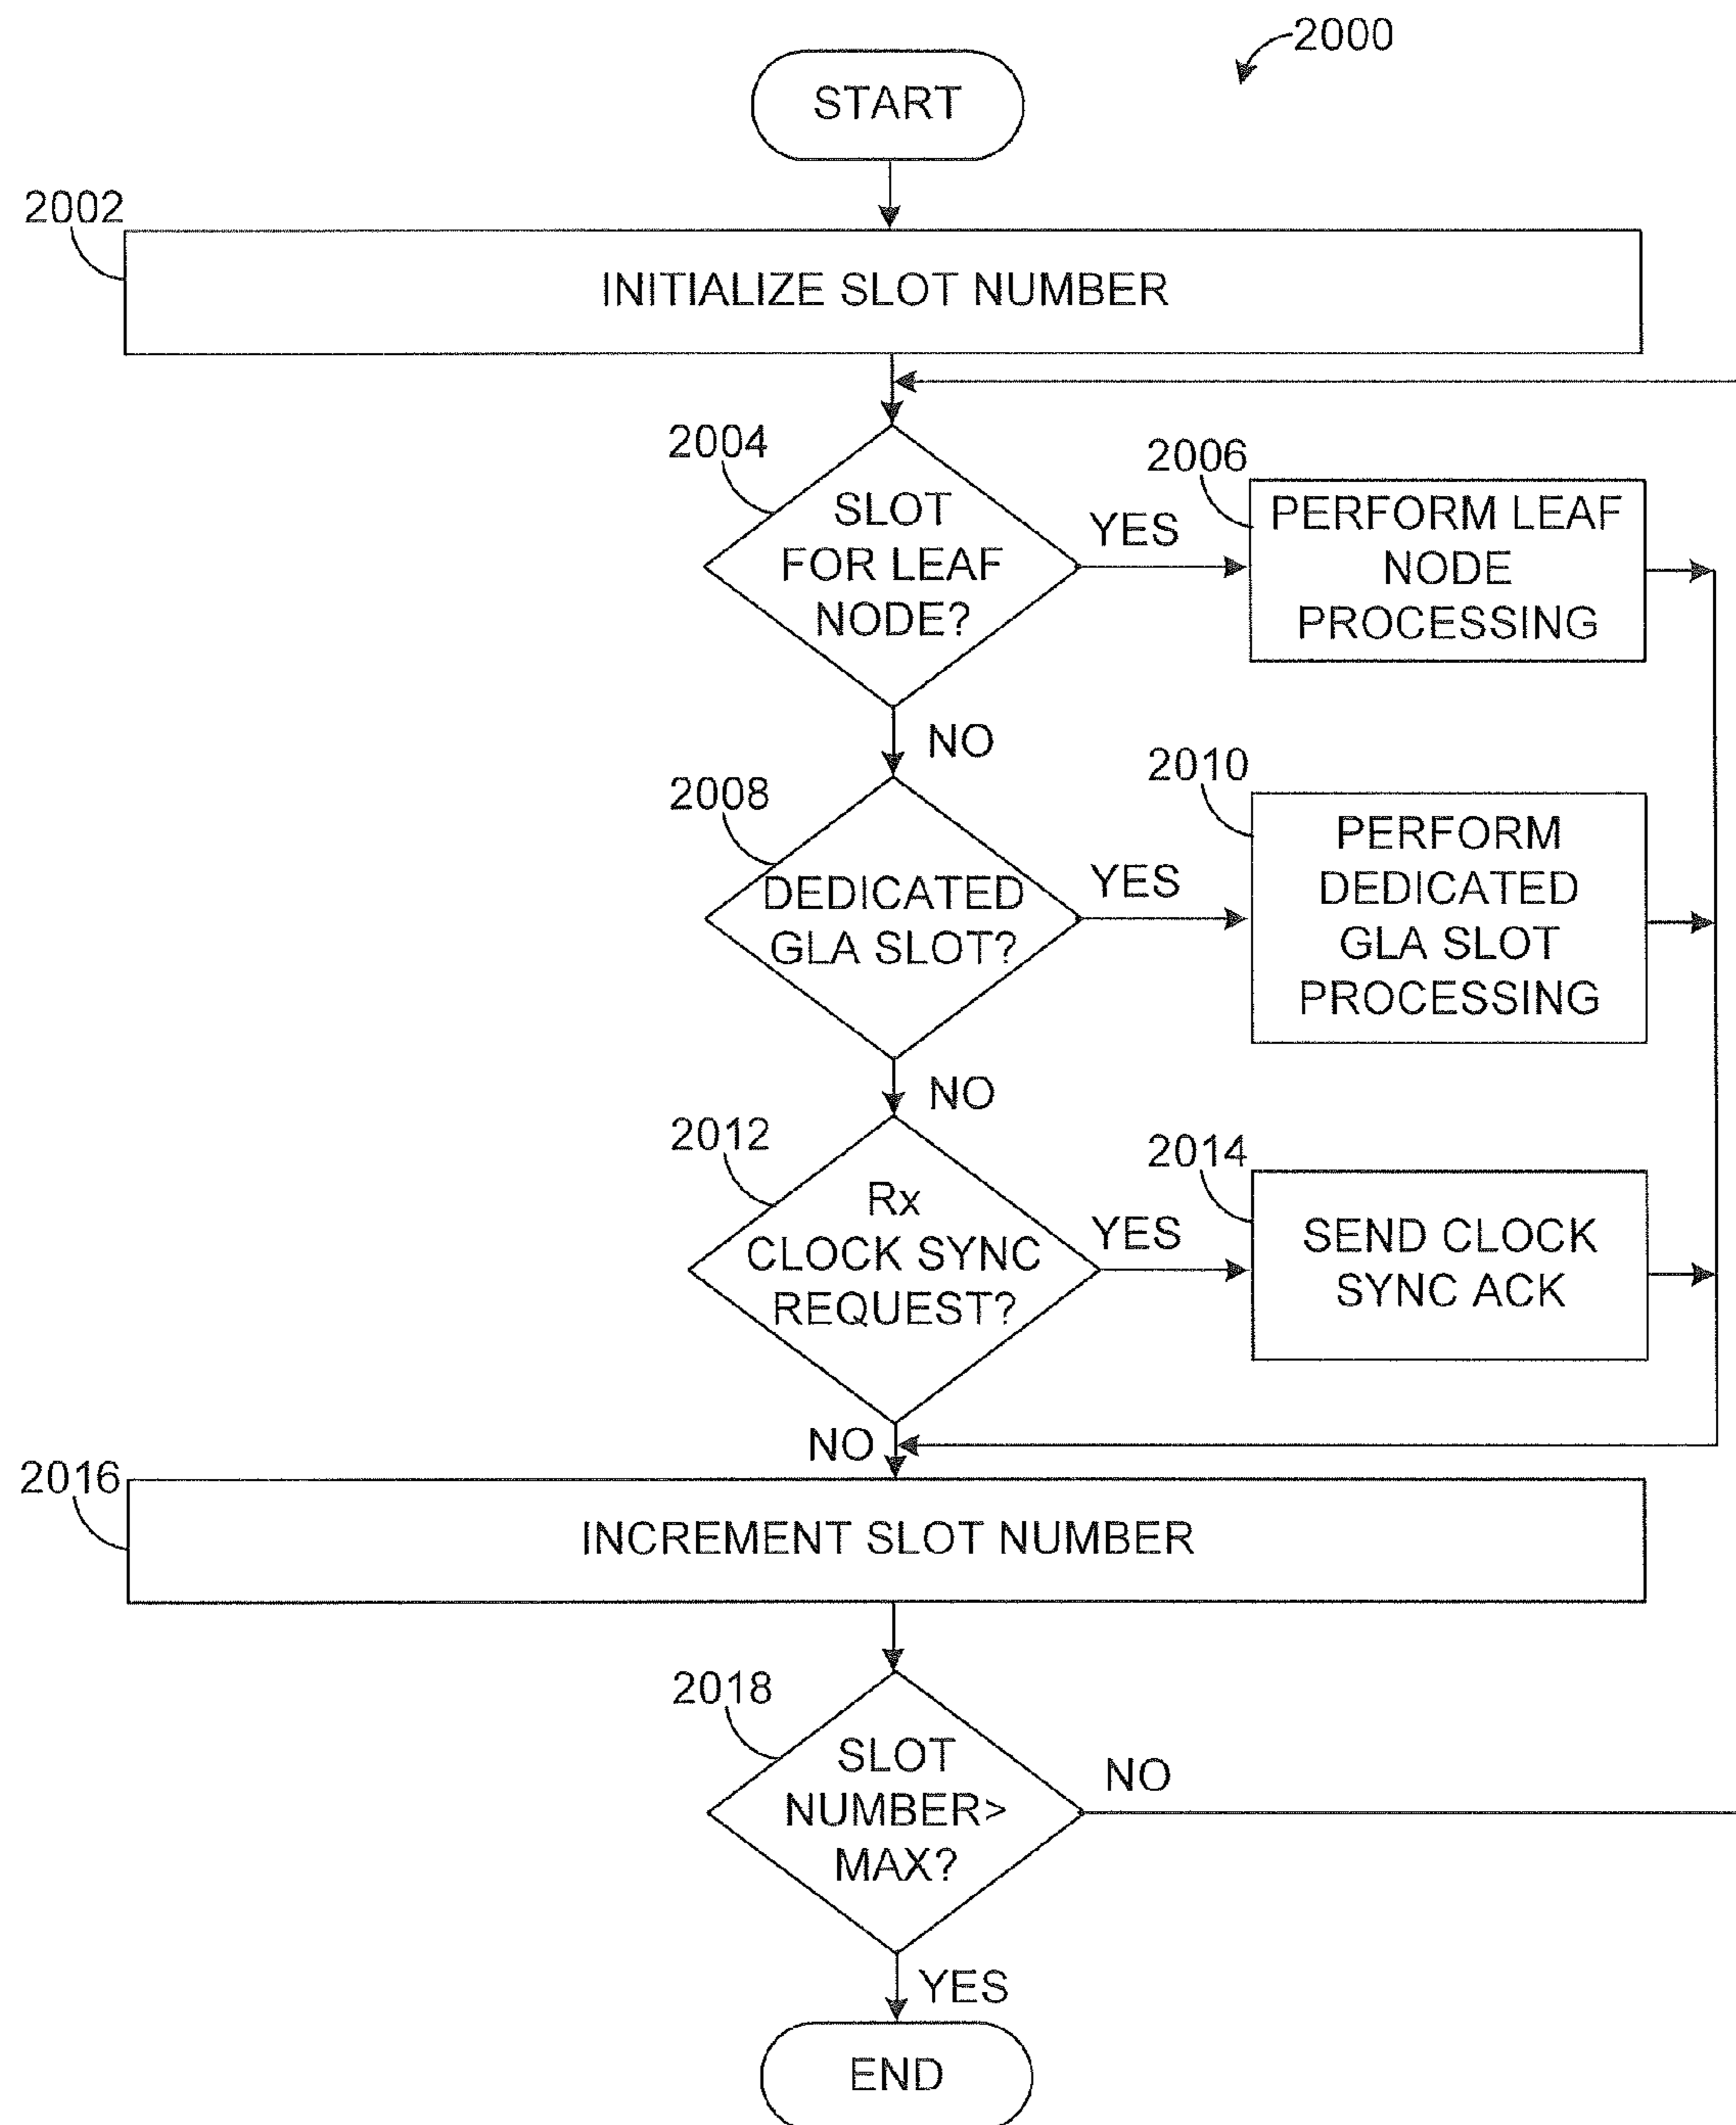 2000
START
2002
INITIALIZE SLOT NUMBER
2004
SLOT
FOR LEAF
NODE?
YES
2006
PERFORM LEAF
NODE
PROCESSING
NO
2008
DEDICATED
GLA SLOT?
YES
2010
PERFORM
DEDICATED
GLA SLOT
PROCESSING
NO
2012
Rx
CLOCK SYNC
REQUEST?
YES
2014
SEND CLOCK
SYNC ACK
NO
2016
INCREMENT SLOT NUMBER
2018
SLOT
NUMBER>
MAX?
NO
YES
END